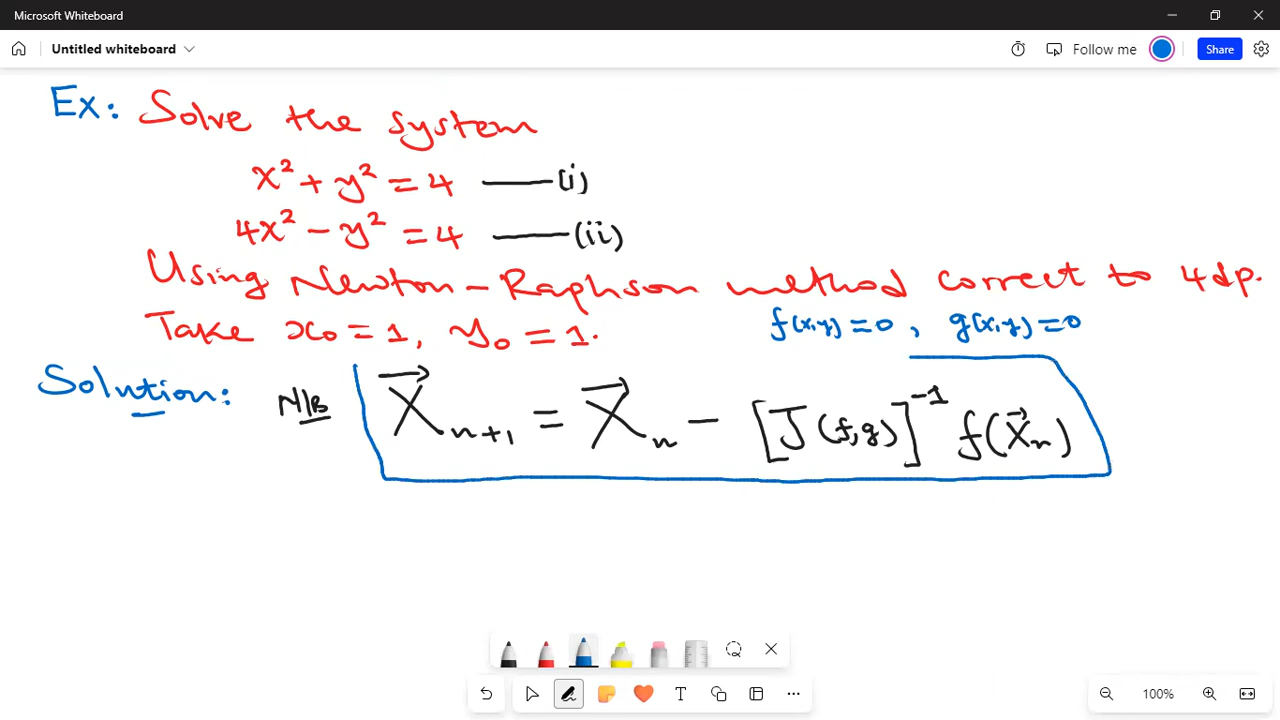 Microsoft Whiteboard
Untitled whiteboard
Follow me
Share
Ex: Solve the system
x² + y² = 4 —— (i)
4x² − y² = 4 —— (ii)
Using Newton-Raphson method correct to 4dp.
Take x₀ = 1, y₀ = 1.
f(x,y)=0, g(x,y)=0
Solution: N/B X⃗ₙ₊₁ = X⃗ₙ − [J(f,g)]⁻¹ f(X⃗ₙ)
T
100%